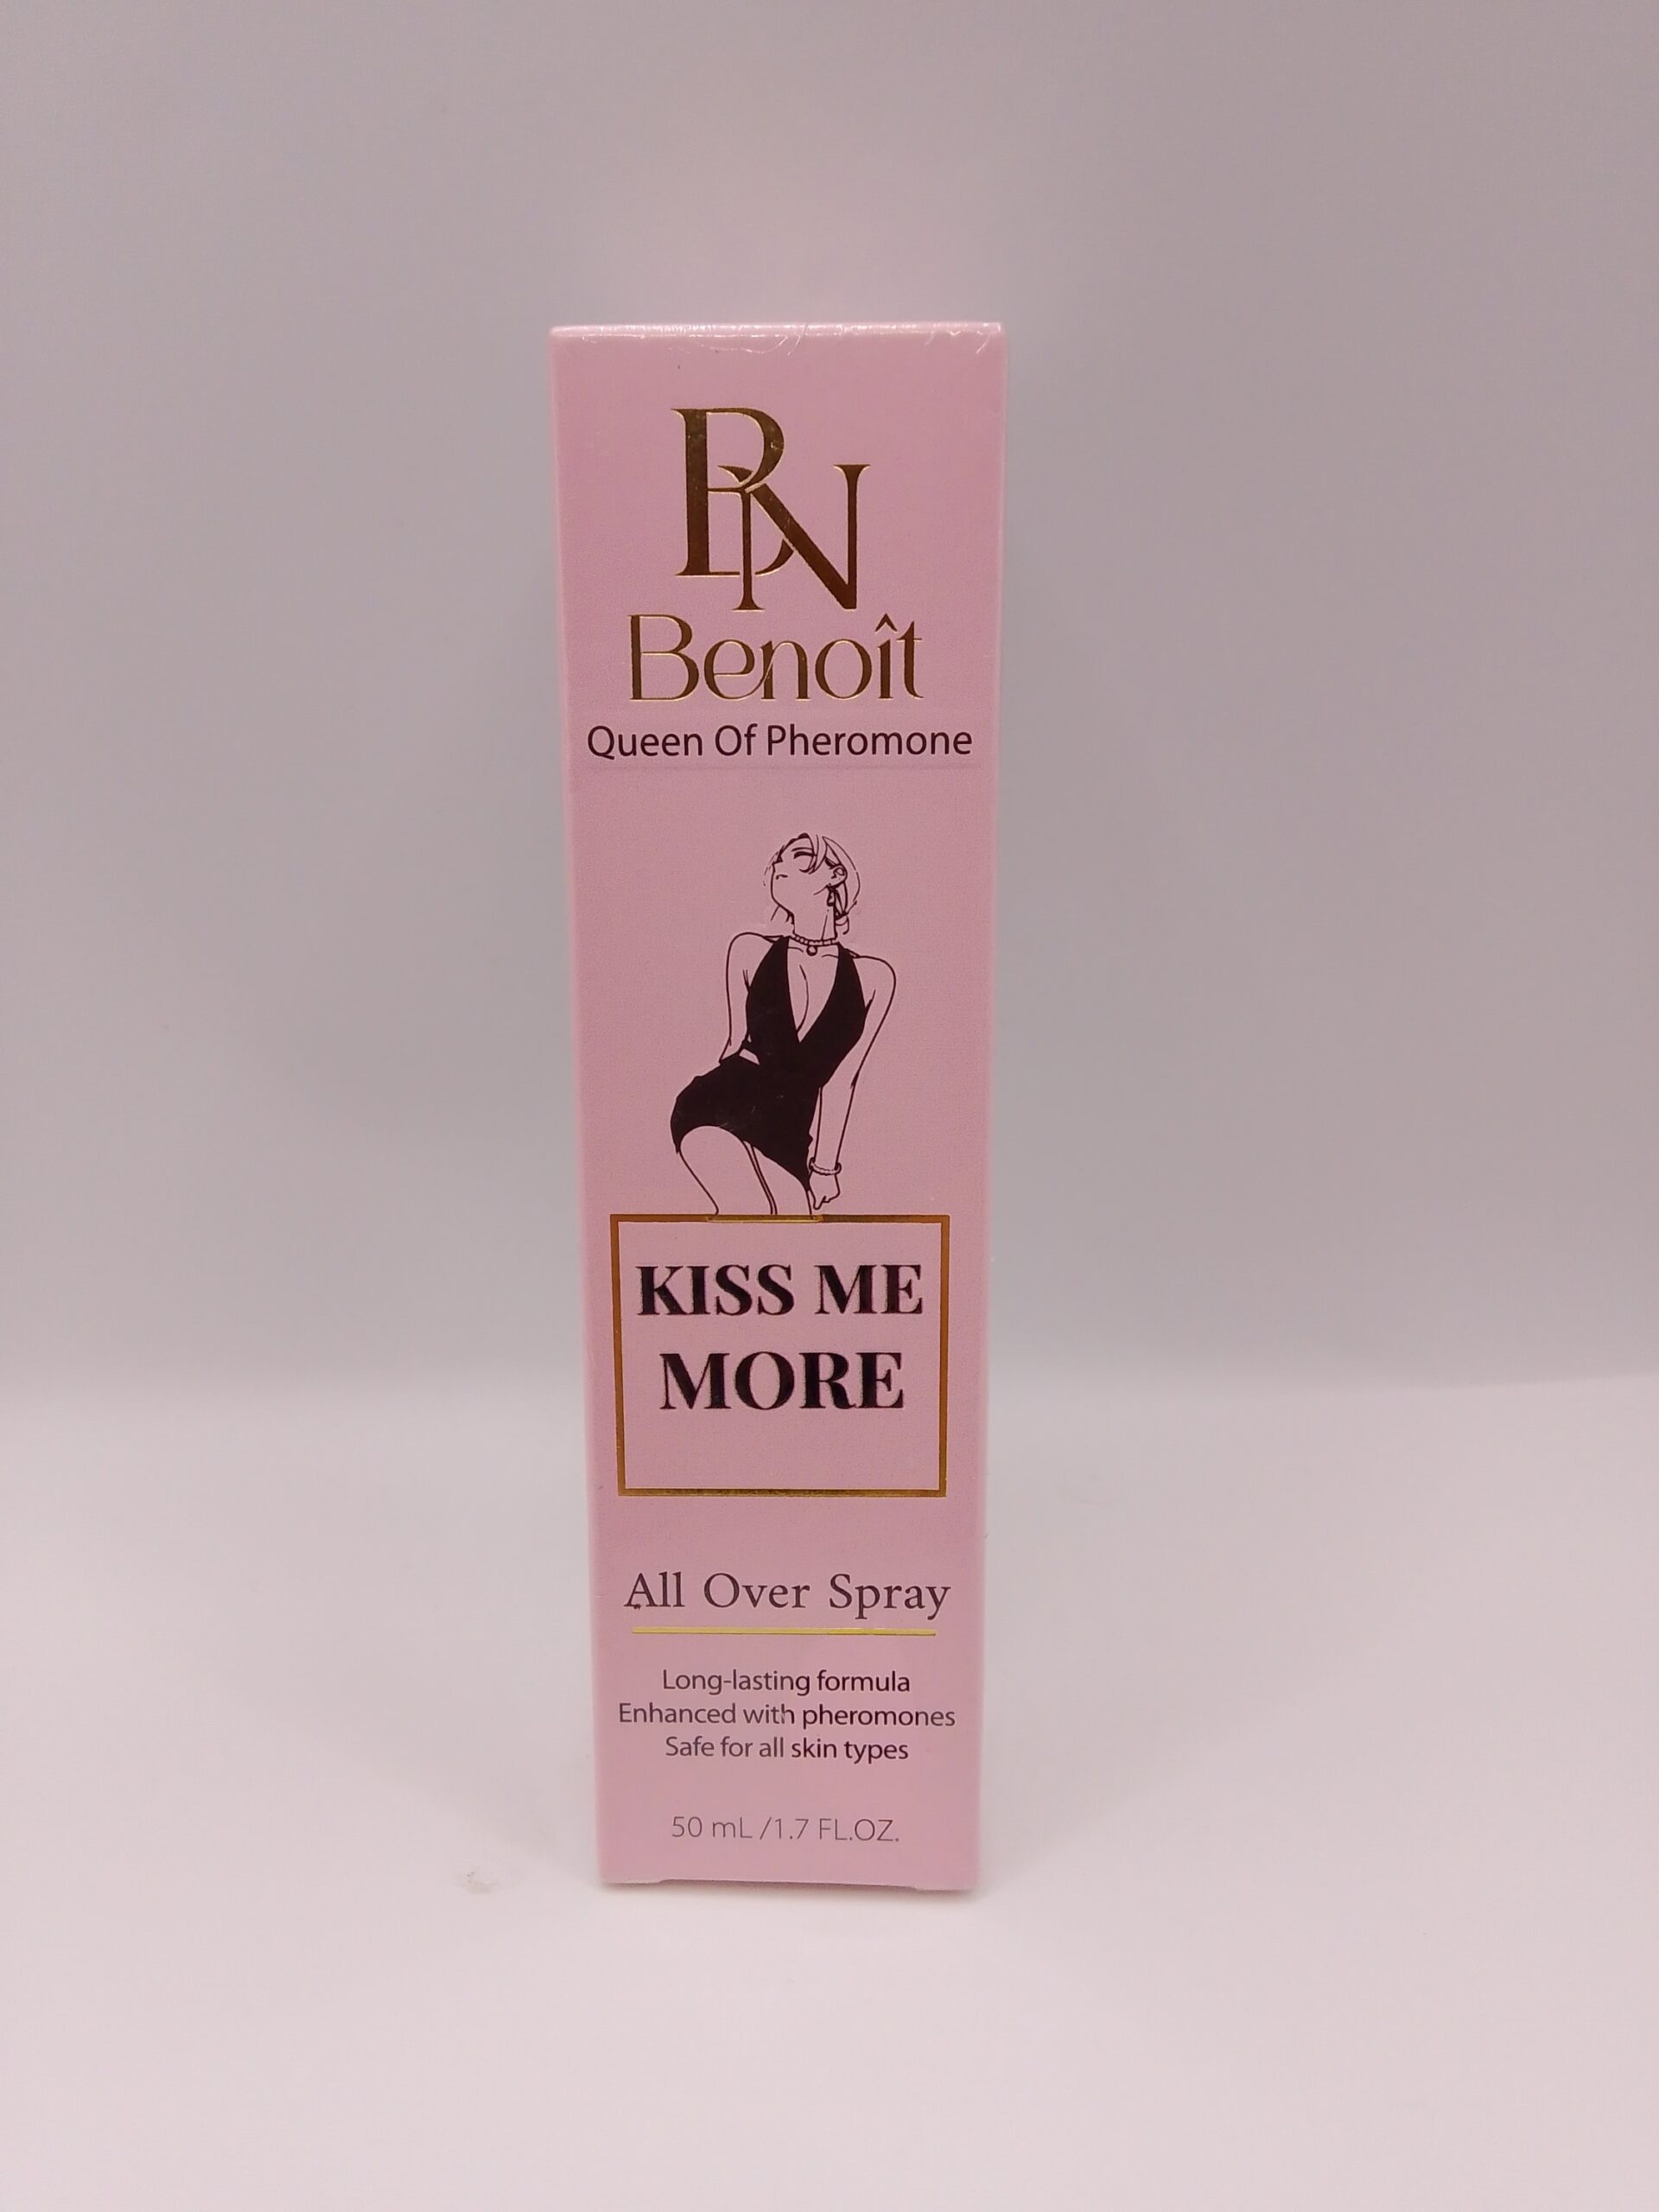 BN
Benoît
Queen Of Pheromone
KISS ME
MORE
All Over Spray
Long-lasting formula
Enhanced with pheromones
Safe for all skin types
50 mL /1.7 FL.OZ.